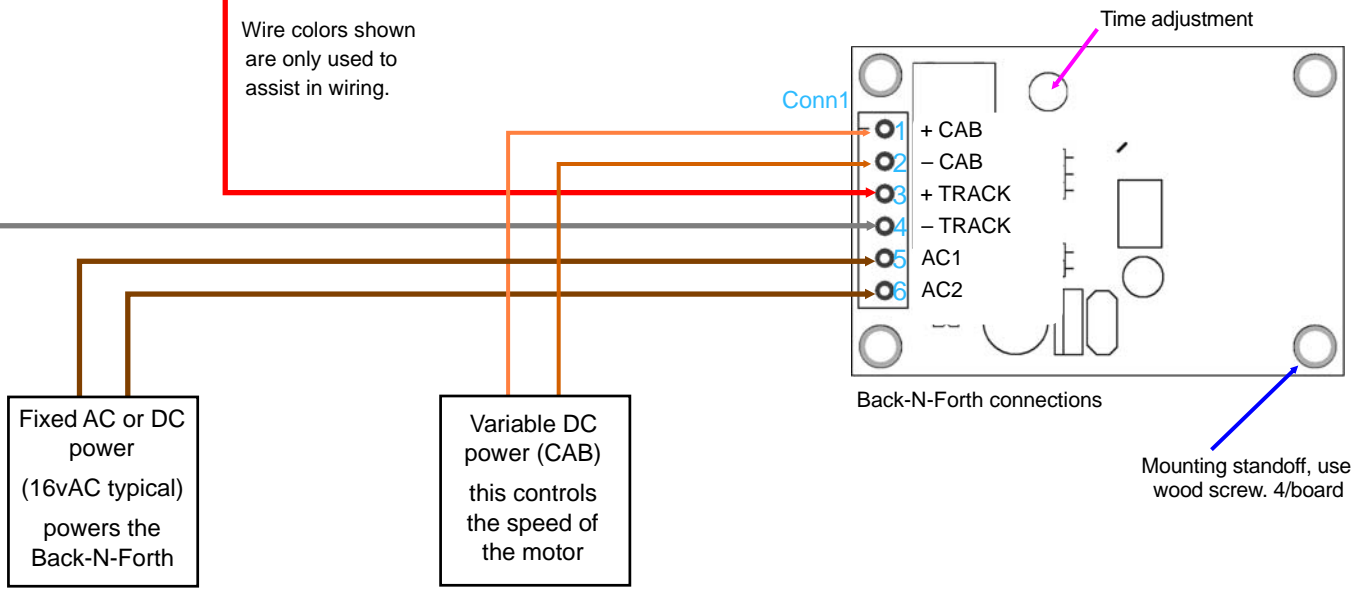 Time adjustment
Wire colors shown
are only used to
assist in wiring.
Conn1
1 + CAB
2 – CAB
3 + TRACK
4 – TRACK
5 AC1
6 AC2
Back-N-Forth connections
Fixed AC or DC
power
(16vAC typical)
powers the
Back-N-Forth
Variable DC
power (CAB)
this controls
the speed of
the motor
Mounting standoff, use
wood screw. 4/board